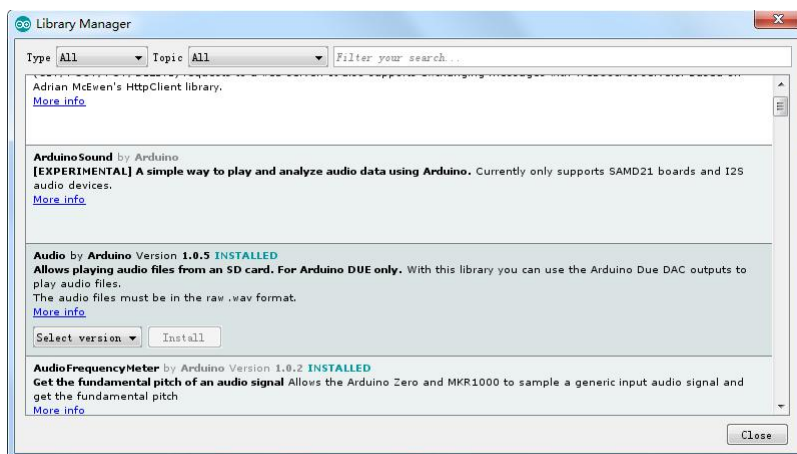 Library Manager
Type All Topic All Filter your search...
Adrian McEwen's HttpClient library.
More info
ArduinoSound by Arduino
[EXPERIMENTAL] A simple way to play and analyze audio data using Arduino. Currently only supports SAMD21 boards and I2S
audio devices.
More info
Audio by Arduino Version 1.0.5 INSTALLED
Allows playing audio files from an SD card. For Arduino DUE only. With this library you can use the Arduino Due DAC outputs to
play audio files.
The audio files must be in the raw .wav format.
More info
Select version Install
AudioFrequencyMeter by Arduino Version 1.0.2 INSTALLED
Get the fundamental pitch of an audio signal Allows the Arduino Zero and MKR1000 to sample a generic input audio signal and
get the fundamental pitch
More info
Close